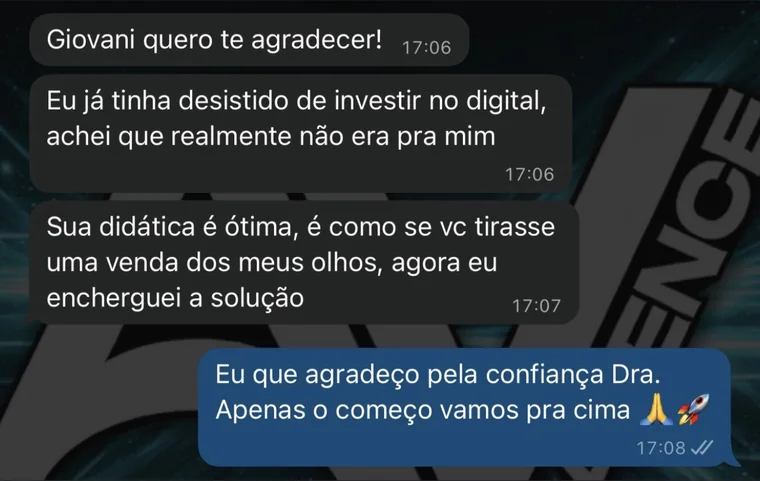 Giovani quero te agradecer! 17:06
Eu já tinha desistido de investir no digital,
achei que realmente não era pra mim
17:06
Sua didática é ótima, é como se vc tirasse
uma venda dos meus olhos, agora eu
encherguei a solução 17:07
Eu que agradeço pela confiança Dra.
Apenas o começo vamos pra cima 🙏🚀
17:08
ENCE